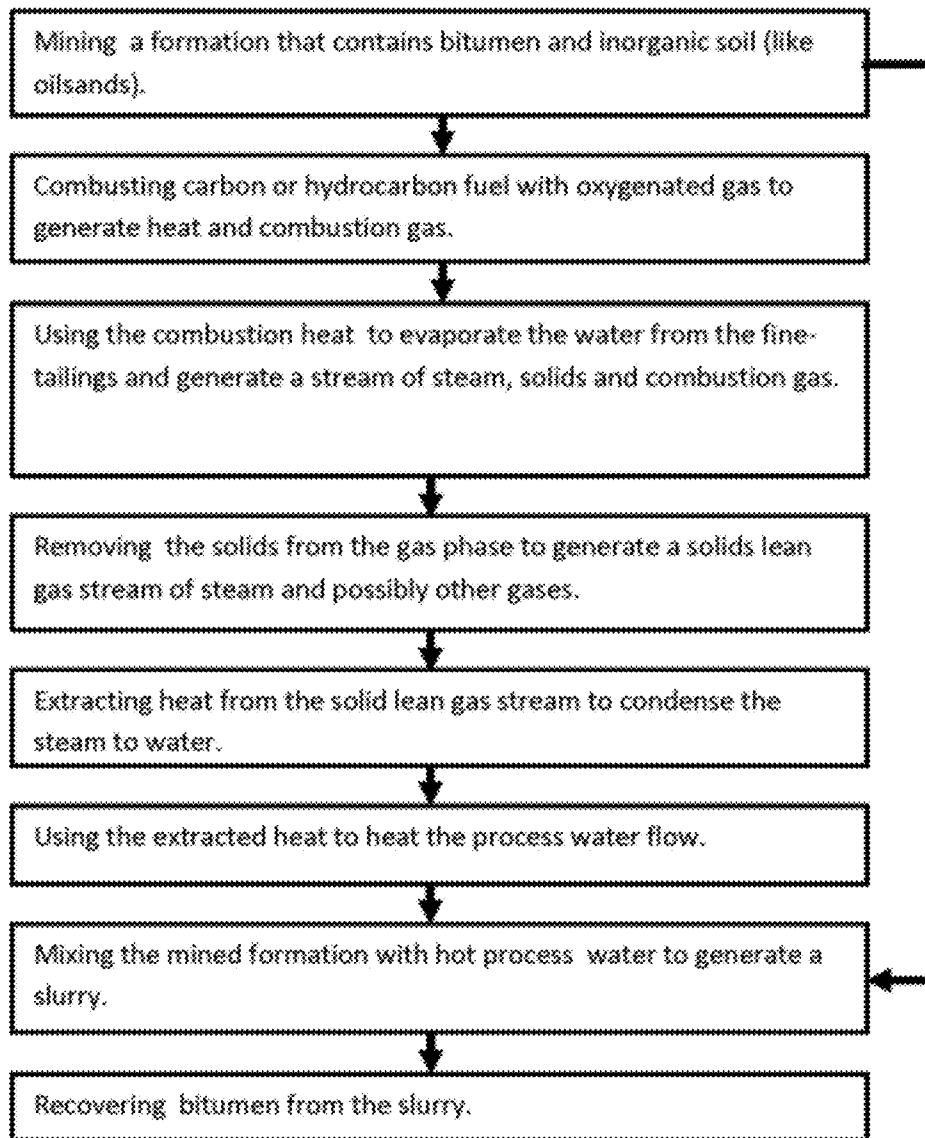 Mining a formation that contains bitumen and inorganic soil (like
oilsands).
Combusting carbon or hydrocarbon fuel with oxygenated gas to
generate heat and combustion gas.
Using the combustion heat to evaporate the water from the fine-
tailings and generate a stream of steam, solids and combustion gas.
Removing the solids from the gas phase to generate a solids lean
gas stream of steam and possibly other gases.
Extracting heat from the solid lean gas stream to condense the
steam to water.
Using the extracted heat to heat the process water flow.
Mixing the mined formation with hot process water to generate a
slurry.
Recovering bitumen from the slurry.